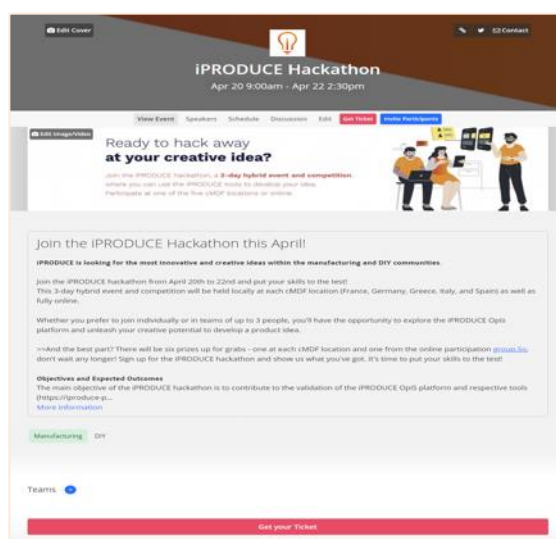 Edit Cover
Contact
iPRODUCE Hackathon
Apr 20 9:00am - Apr 22 2:30pm
View Event Speakers Schedule Discussion Edit Get Ticket Invite Participants
Edit Image/Video
Ready to hack away
at your creative idea?
Join the iPRODUCE hackathon, a 3-day hybrid event and competition,
where you can use the iPRODUCE tools to develop your idea.
Participate at one of the five cMDF locations or online.
Join the iPRODUCE Hackathon this April!
iPRODUCE is looking for the most innovative and creative ideas within the manufacturing and DIY communities.
Join the iPRODUCE hackathon from April 20th to 22nd and put your skills to the test!
This 3-day hybrid event and competition will be held locally at each cMDF location (France, Germany, Greece, Italy, and Spain) as well as
fully online.
Whether you prefer to join individually or in teams of up to 3 people, you'll have the opportunity to explore the iPRODUCE OpIS
platform and unleash your creative potential to develop a product idea.
>>And the best part? There will be six prizes up for grabs - one at each cMDF location and one from the online participation
don't wait any longer! Sign up for the iPRODUCE hackathon and show us what you've got. It's time to put your skills to the test!
Objectives and Expected Outcomes
The main objective of the iPRODUCE hackathon is to contribute to the validation of the iPRODUCE OpIS platform and respective tools
(https://iproduce-p...
More Information
Manufacturing DIY
Teams
Get your Ticket